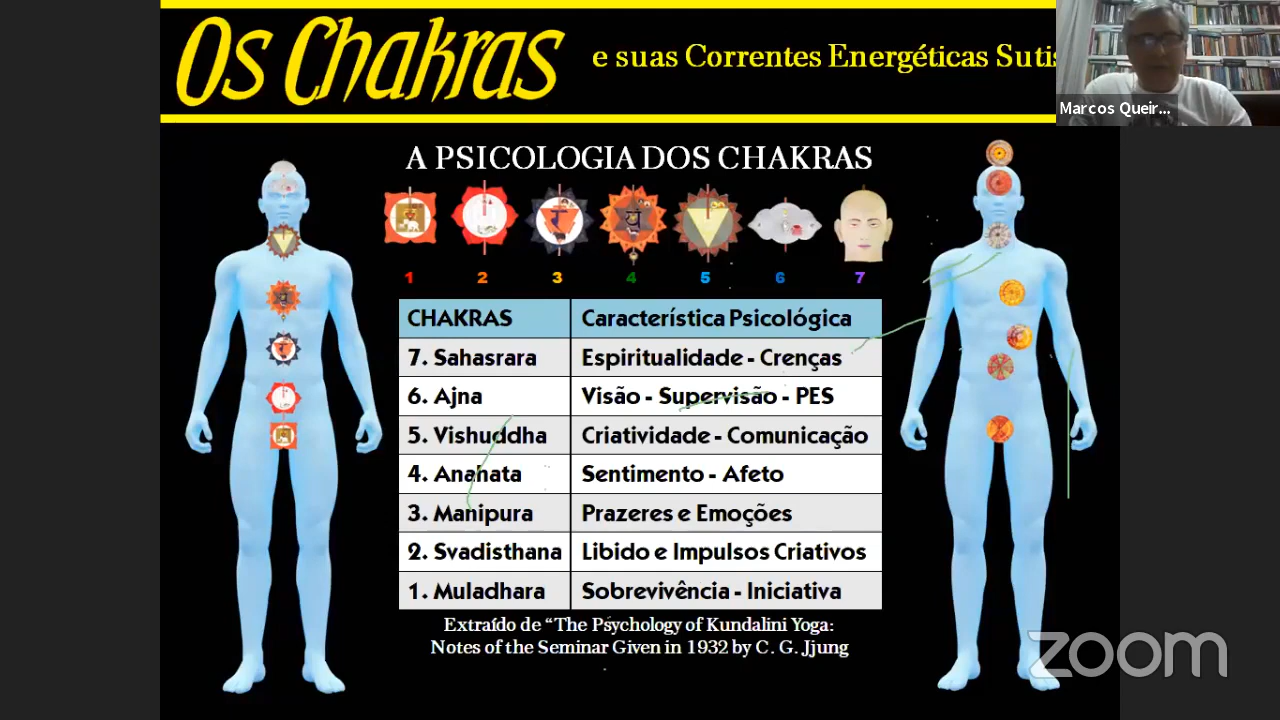 Os Chakras
e suas Correntes Energéticas Sutis
Marcos Queir...
A PSICOLOGIA DOS CHAKRAS
1 2 3 4 5 6 7
CHAKRAS Característica Psicológica
7. Sahasrara Espiritualidade - Crenças
6. Ajna Visão - Supervisão - PES
5. Vishuddha Criatividade - Comunicação
4. Anahata Sentimento - Afeto
3. Manipura Prazeres e Emoções
2. Svadisthana Libido e Impulsos Criativos
1. Muladhara Sobrevivência - Iniciativa
Extraído de "The Psychology of Kundalini Yoga:
Notes of the Seminar Given in 1932 by C. G. Jjung
zoom